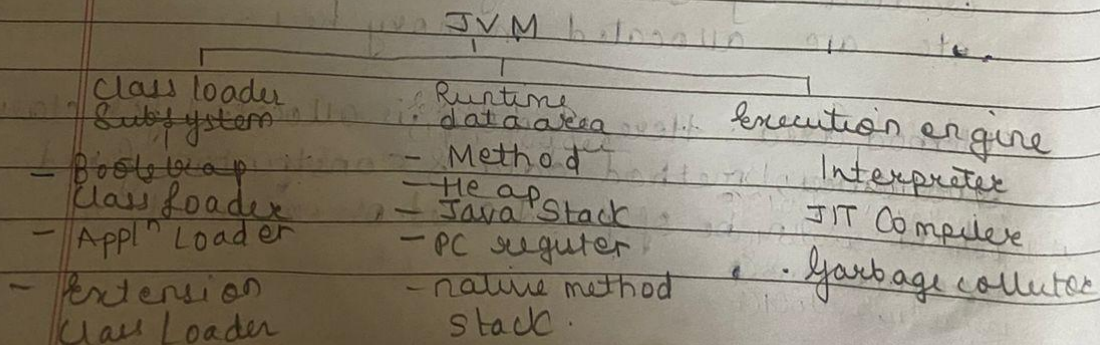 JVM
Class loader
Subsystem
- Bootstrap
Class Loader
- Applⁿ Loader
- Extension
Class Loader
Runtime
data area
- Method
- Heap
- Java Stack
- PC register
- native method
stack.
Execution engine
Interpreter
JIT Compiler
. Garbage collector